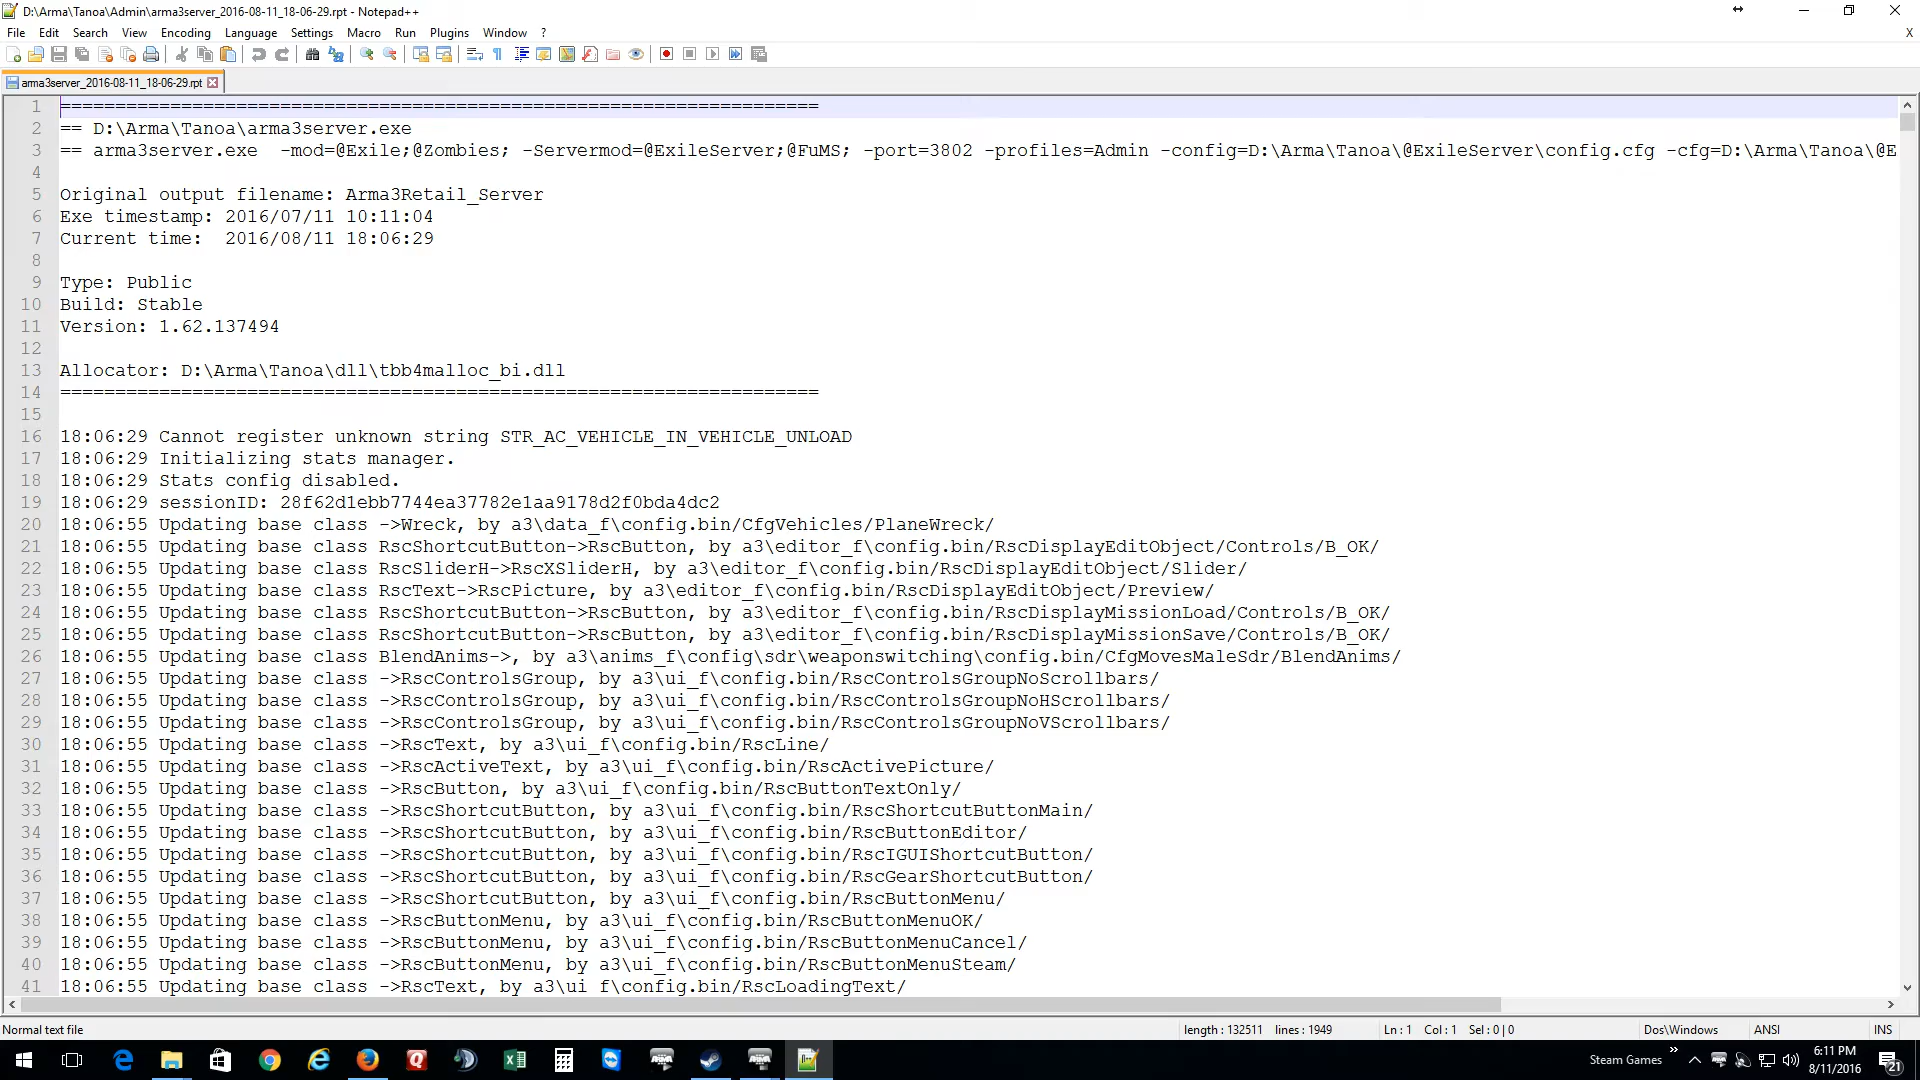 D:\Arma\Tanoa\Admin\arma3server_2016-08-11_18-06-29.rpt - Notepad++
File Edit Search View Encoding Language Settings Macro Run Plugins Window ? X
arma3server_2016-08-11_18-06-29.rpt
1 =====================================================================
2 == D:\Arma\Tanoa\arma3server.exe
3 == arma3server.exe  -mod=@Exile;@Zombies; -Servermod=@ExileServer;@FuMS; -port=3802 -profiles=Admin -config=D:\Arma\Tanoa\@ExileServer\config.cfg -cfg=D:\Arma\Tanoa\@E
4
5 Original output filename: Arma3Retail_Server
6 Exe timestamp: 2016/07/11 10:11:04
7 Current time:  2016/08/11 18:06:29
8
9 Type: Public
10 Build: Stable
11 Version: 1.62.137494
12
13 Allocator: D:\Arma\Tanoa\dll\tbb4malloc_bi.dll
14 =====================================================================
15
16 18:06:29 Cannot register unknown string STR_AC_VEHICLE_IN_VEHICLE_UNLOAD
17 18:06:29 Initializing stats manager.
18 18:06:29 Stats config disabled.
19 18:06:29 sessionID: 28f62d1ebb7744ea37782e1aa9178d2f0bda4dc2
20 18:06:55 Updating base class ->Wreck, by a3\data_f\config.bin/CfgVehicles/PlaneWreck/
21 18:06:55 Updating base class RscShortcutButton->RscButton, by a3\editor_f\config.bin/RscDisplayEditObject/Controls/B_OK/
22 18:06:55 Updating base class RscSliderH->RscXSliderH, by a3\editor_f\config.bin/RscDisplayEditObject/Slider/
23 18:06:55 Updating base class RscText->RscPicture, by a3\editor_f\config.bin/RscDisplayEditObject/Preview/
24 18:06:55 Updating base class RscShortcutButton->RscButton, by a3\editor_f\config.bin/RscDisplayMissionLoad/Controls/B_OK/
25 18:06:55 Updating base class RscShortcutButton->RscButton, by a3\editor_f\config.bin/RscDisplayMissionSave/Controls/B_OK/
26 18:06:55 Updating base class BlendAnims->, by a3\anims_f\config\sdr\weaponswitching\config.bin/CfgMovesMaleSdr/BlendAnims/
27 18:06:55 Updating base class ->RscControlsGroup, by a3\ui_f\config.bin/RscControlsGroupNoScrollbars/
28 18:06:55 Updating base class ->RscControlsGroup, by a3\ui_f\config.bin/RscControlsGroupNoHScrollbars/
29 18:06:55 Updating base class ->RscControlsGroup, by a3\ui_f\config.bin/RscControlsGroupNoVScrollbars/
30 18:06:55 Updating base class ->RscText, by a3\ui_f\config.bin/RscLine/
31 18:06:55 Updating base class ->RscActiveText, by a3\ui_f\config.bin/RscActivePicture/
32 18:06:55 Updating base class ->RscButton, by a3\ui_f\config.bin/RscButtonTextOnly/
33 18:06:55 Updating base class ->RscShortcutButton, by a3\ui_f\config.bin/RscShortcutButtonMain/
34 18:06:55 Updating base class ->RscShortcutButton, by a3\ui_f\config.bin/RscButtonEditor/
35 18:06:55 Updating base class ->RscShortcutButton, by a3\ui_f\config.bin/RscIGUIShortcutButton/
36 18:06:55 Updating base class ->RscShortcutButton, by a3\ui_f\config.bin/RscGearShortcutButton/
37 18:06:55 Updating base class ->RscShortcutButton, by a3\ui_f\config.bin/RscButtonMenu/
38 18:06:55 Updating base class ->RscButtonMenu, by a3\ui_f\config.bin/RscButtonMenuOK/
39 18:06:55 Updating base class ->RscButtonMenu, by a3\ui_f\config.bin/RscButtonMenuCancel/
40 18:06:55 Updating base class ->RscButtonMenu, by a3\ui_f\config.bin/RscButtonMenuSteam/
41 18:06:55 Updating base class ->RscText, by a3\ui_f\config.bin/RscLoadingText/
Normal text file length : 132511 lines : 1949 Ln : 1 Col : 1 Sel : 0 | 0 Dos\Windows ANSI INS
Steam Games » 6:11 PM
8/11/2016 21